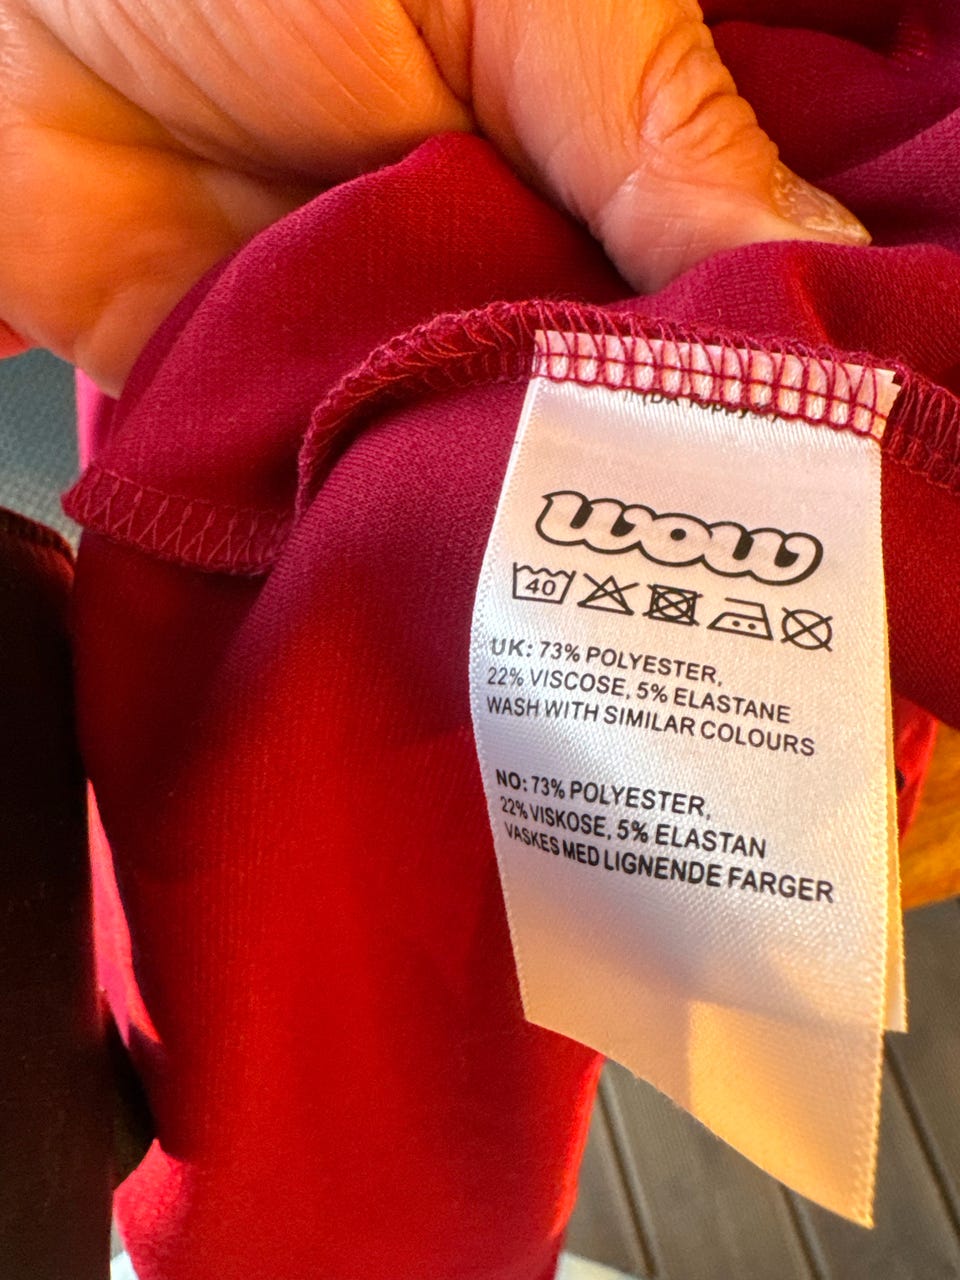 wow
40
UK: 73% POLYESTER,
22% VISCOSE, 5% ELASTANE
WASH WITH SIMILAR COLOURS
NO: 73% POLYESTER,
22% VISKOSE, 5% ELASTAN
VASKES MED LIGNENDE FARGER